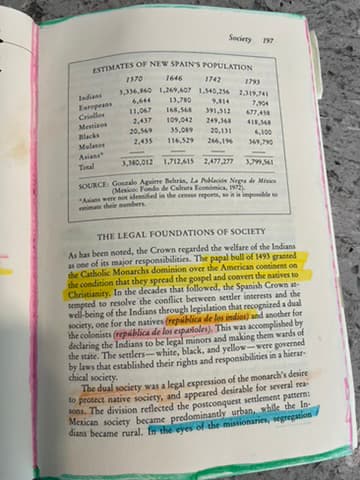 Society 197
ESTIMATES OF NEW SPAIN'S POPULATION
1570 1646 1742 1793
Indians 3,336,860 1,269,607 1,540,256 2,319,741
Europeans 6,644 13,780 9,814 7,904
Criollos 11,067 168,568 391,512 677,458
Mestizos 2,437 109,042 249,368 418,568
Blacks 20,569 35,089 20,131 6,100
Mulatos 2,435 116,529 266,196 369,790
Asians*
Total 3,380,012 1,712,615 2,477,277 3,799,561
SOURCE: Gonzalo Aguirre Beltrán, La Población Negra de México
(México: Fondo de Cultura Económica, 1972).
*Asians were not identified in the census reports, so it is impossible to
estimate their numbers.
THE LEGAL FOUNDATIONS OF SOCIETY
As has been noted, the Crown regarded the welfare of the Indians
as one of its major responsibilities. The papal bull of 1493 granted
the Catholic Monarchs dominion over the American continent on
the condition that they spread the gospel and convert the natives to
Christianity. In the decades that followed, the Spanish Crown at-
tempted to resolve the conflict between settler interests and the
well-being of the Indians through legislation that recognized a dual
society, one for the natives (república de los indios) and another for
the colonists (república de los españoles). This was accomplished by
declaring the Indians to be legal minors and making them wards of
the state. The settlers—white, black, and yellow—were governed
by laws that established their rights and responsibilities in a hierar-
chical society.
The dual society was a legal expression of the monarch's desire
to protect native society, and appeared desirable for several rea-
sons. The division reflected the postconquest settlement pattern:
Mexican society became predominantly urban, while the In-
dians became rural. In the eyes of the missionaries, segregation